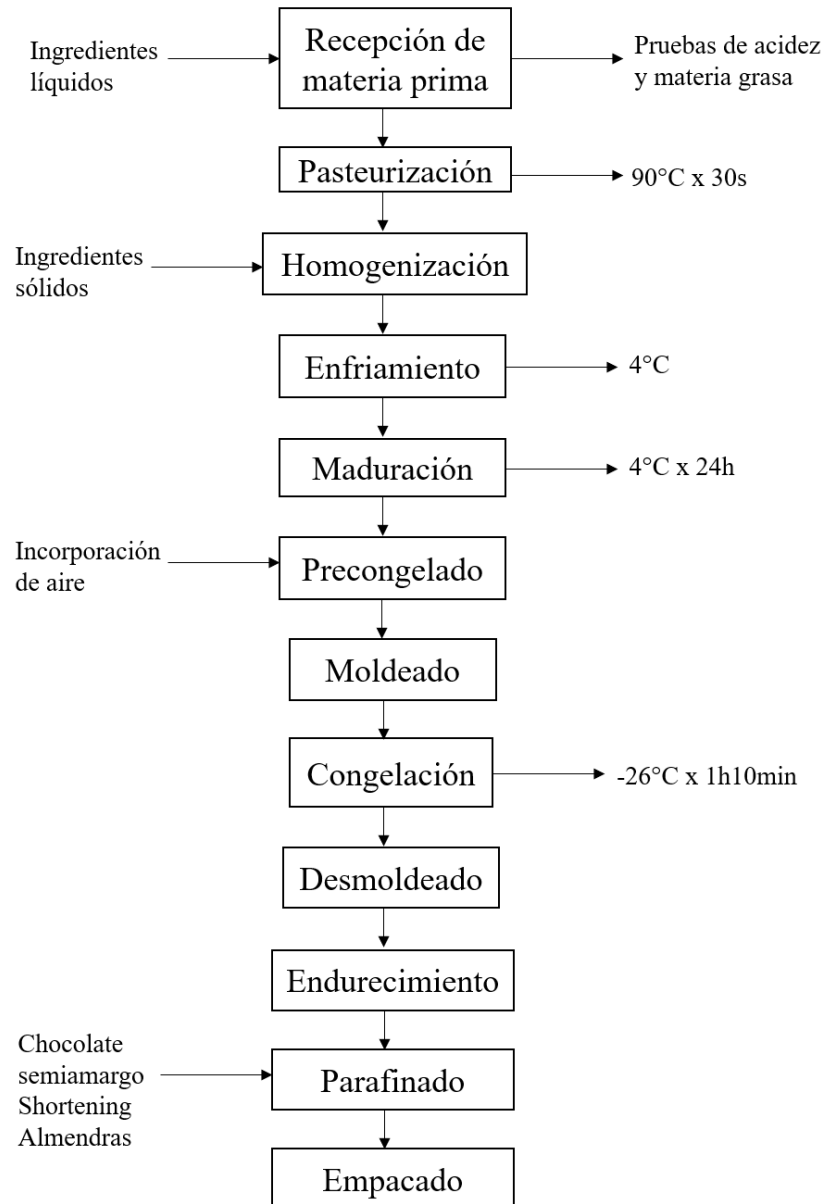 Ingredientes
líquidos
Recepción de
materia prima
Pruebas de acidez
y materia grasa
Pasteurización
90°C x 30s
Ingredientes
sólidos
Homogenización
Enfriamiento
4°C
Maduración
4°C x 24h
Incorporación
de aire
Precongelado
Moldeado
Congelación
-26°C x 1h10min
Desmoldeado
Endurecimiento
Chocolate
semiamargo
Shortening
Almendras
Parafinado
Empacado